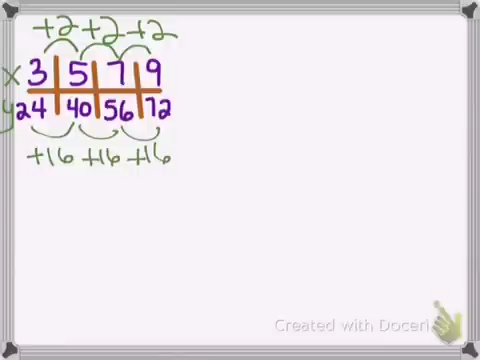 +2 +2 +2
x 3 5 7 9
y 24 40 56 72
+16 +16 +16
Created with Doceri